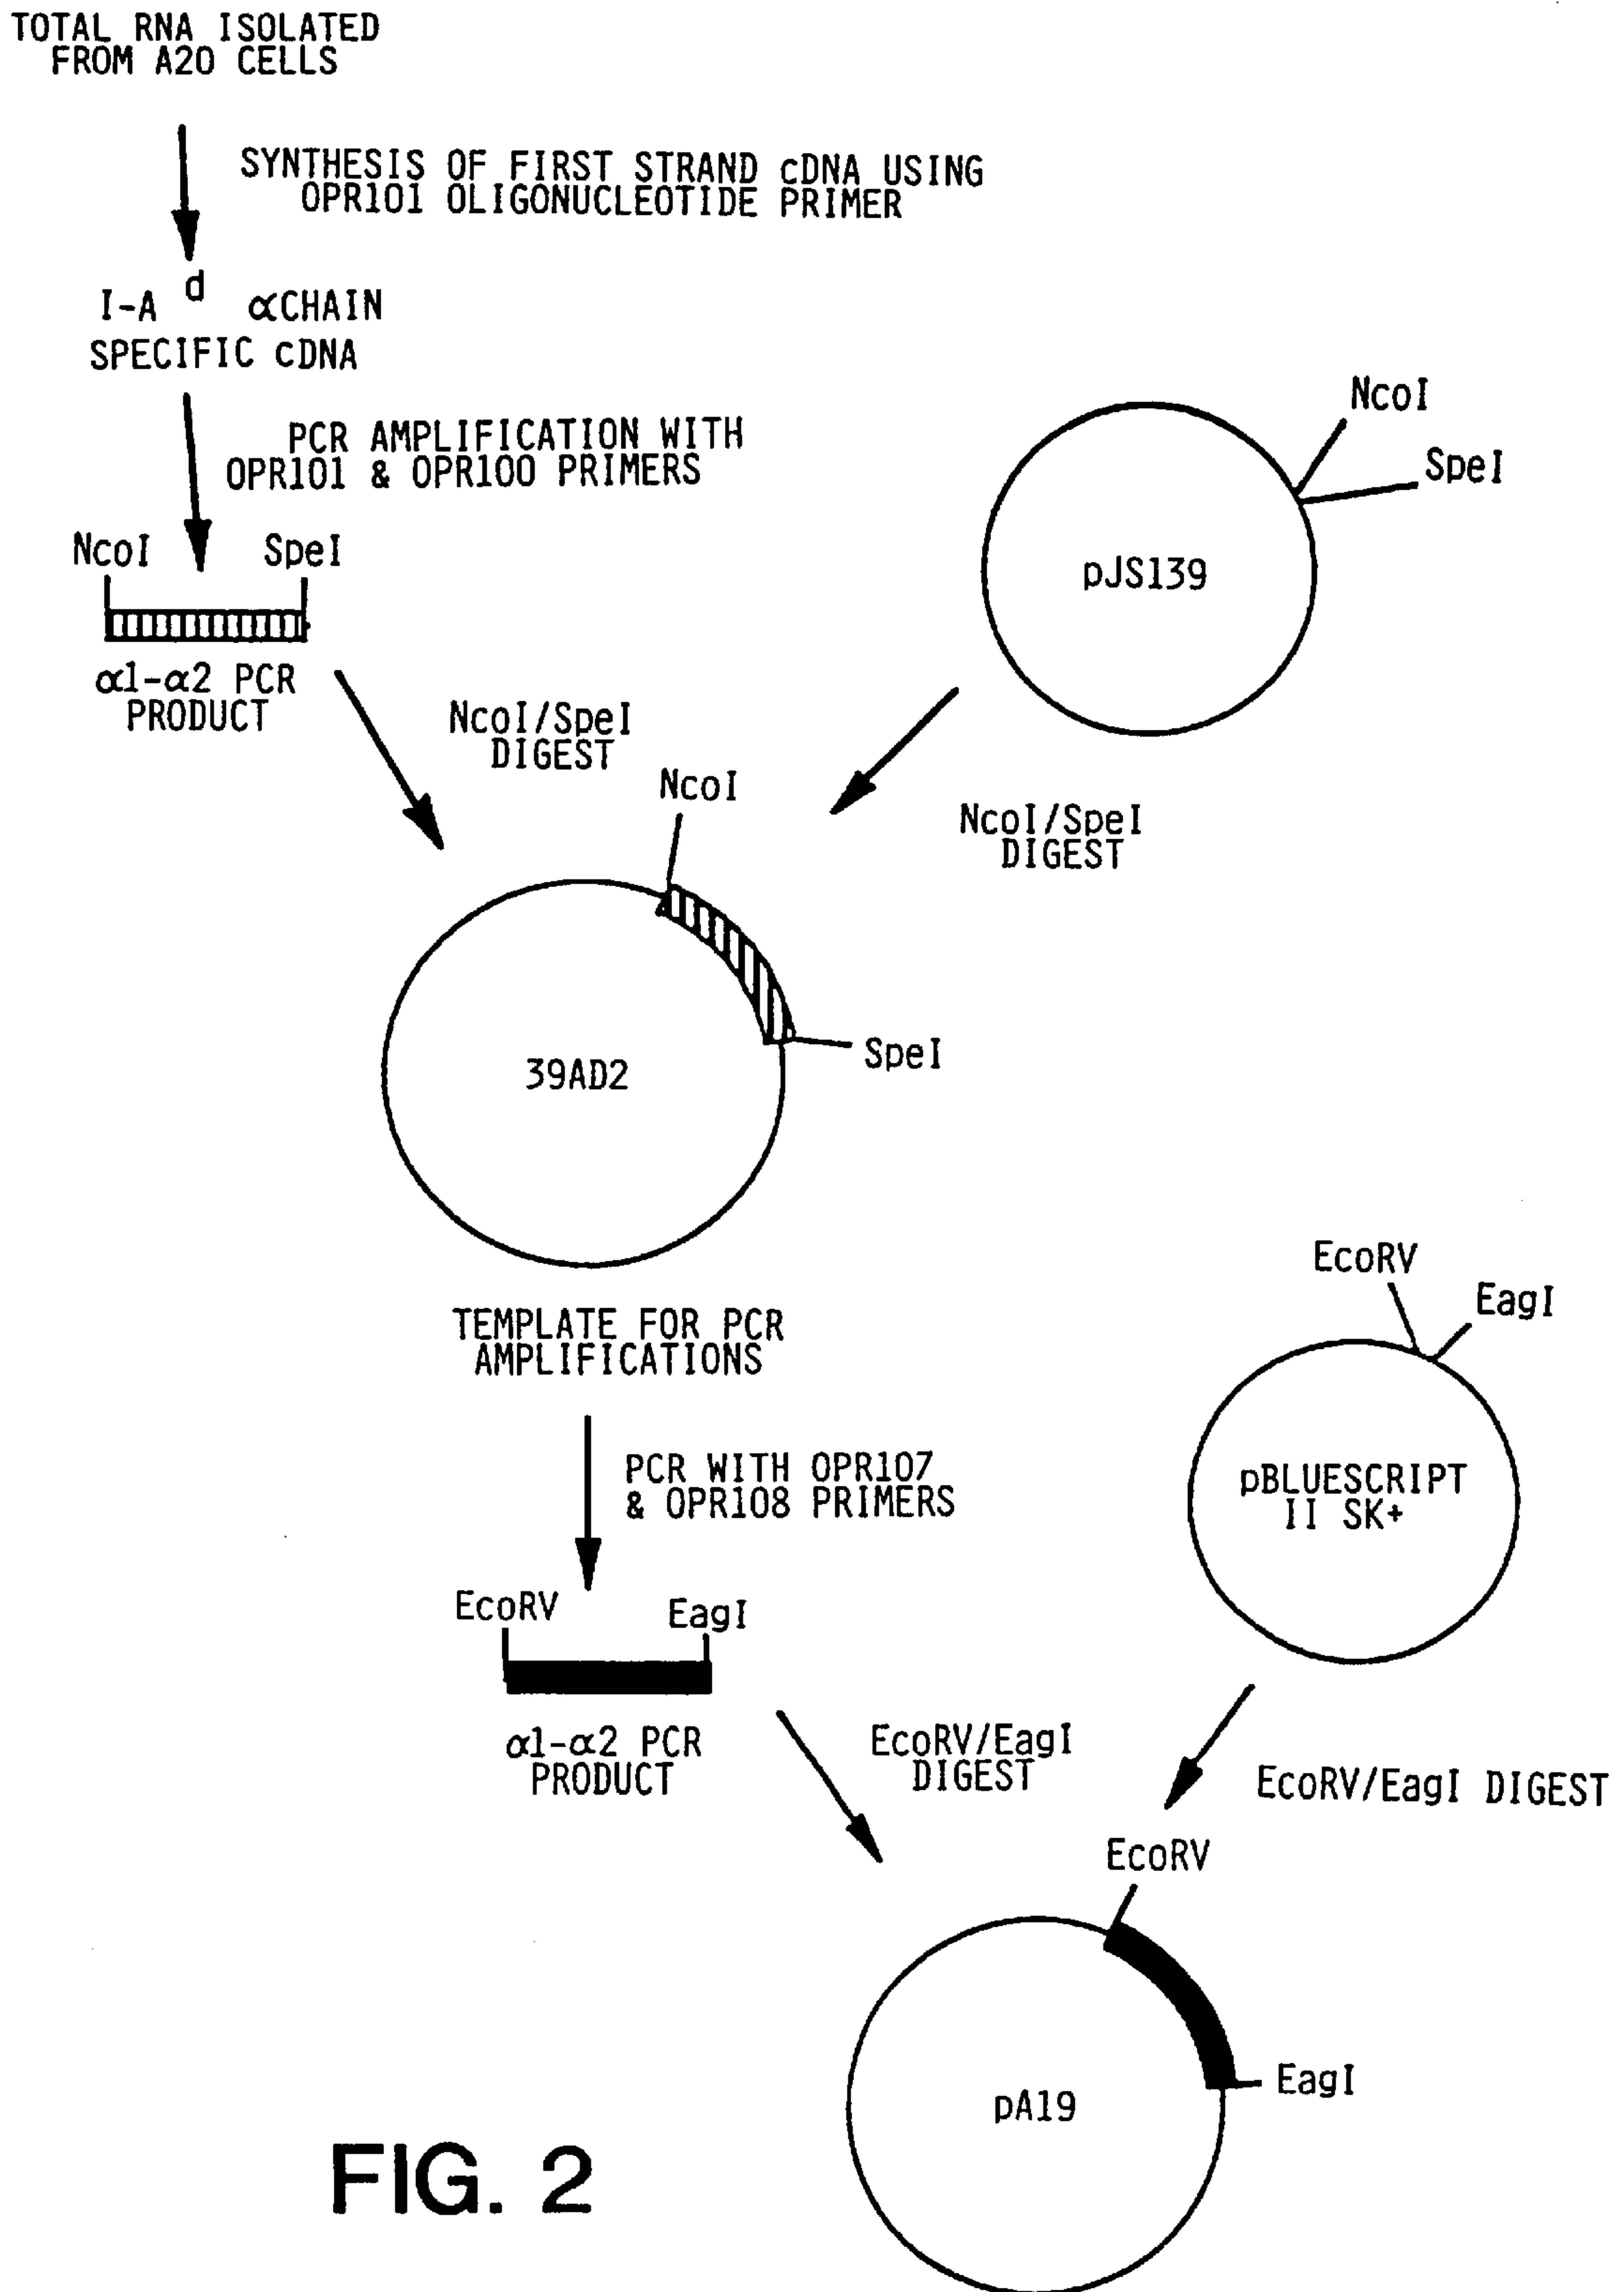 TOTAL RNA ISOLATED
FROM A20 CELLS
SYNTHESIS OF FIRST STRAND cDNA USING
OPR101 OLIGONUCLEOTIDE PRIMER
I-A d αCHAIN
SPECIFIC cDNA
PCR AMPLIFICATION WITH
OPR101 & OPR100 PRIMERS
NcoI SpeI
α1-α2 PCR
PRODUCT
NcoI
SpeI
pJS139
NcoI/SpeI
DIGEST
NcoI/SpeI
DIGEST
NcoI
SpeI
39AD2
TEMPLATE FOR PCR
AMPLIFICATIONS
PCR WITH OPR107
& OPR108 PRIMERS
EcoRV EagI
α1-α2 PCR
PRODUCT
EcoRV
EagI
pBLUESCRIPT
II SK+
EcoRV/EagI
DIGEST
EcoRV/EagI DIGEST
EcoRV
EagI
pA19
FIG. 2